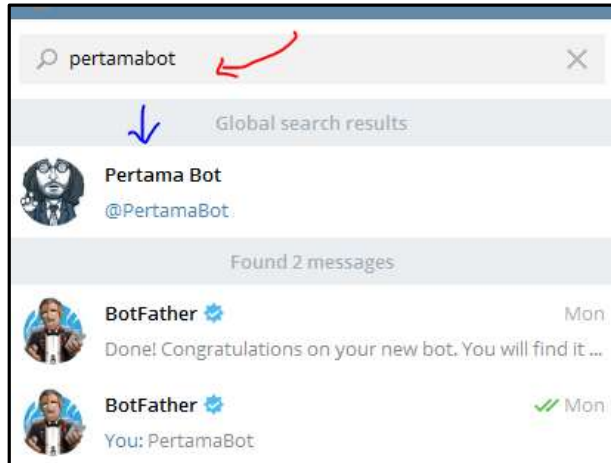 pertamabot
Global search results
Pertama Bot
@PertamaBot
Found 2 messages
BotFather Mon
Done! Congratulations on your new bot. You will find it ...
BotFather Mon
You: PertamaBot